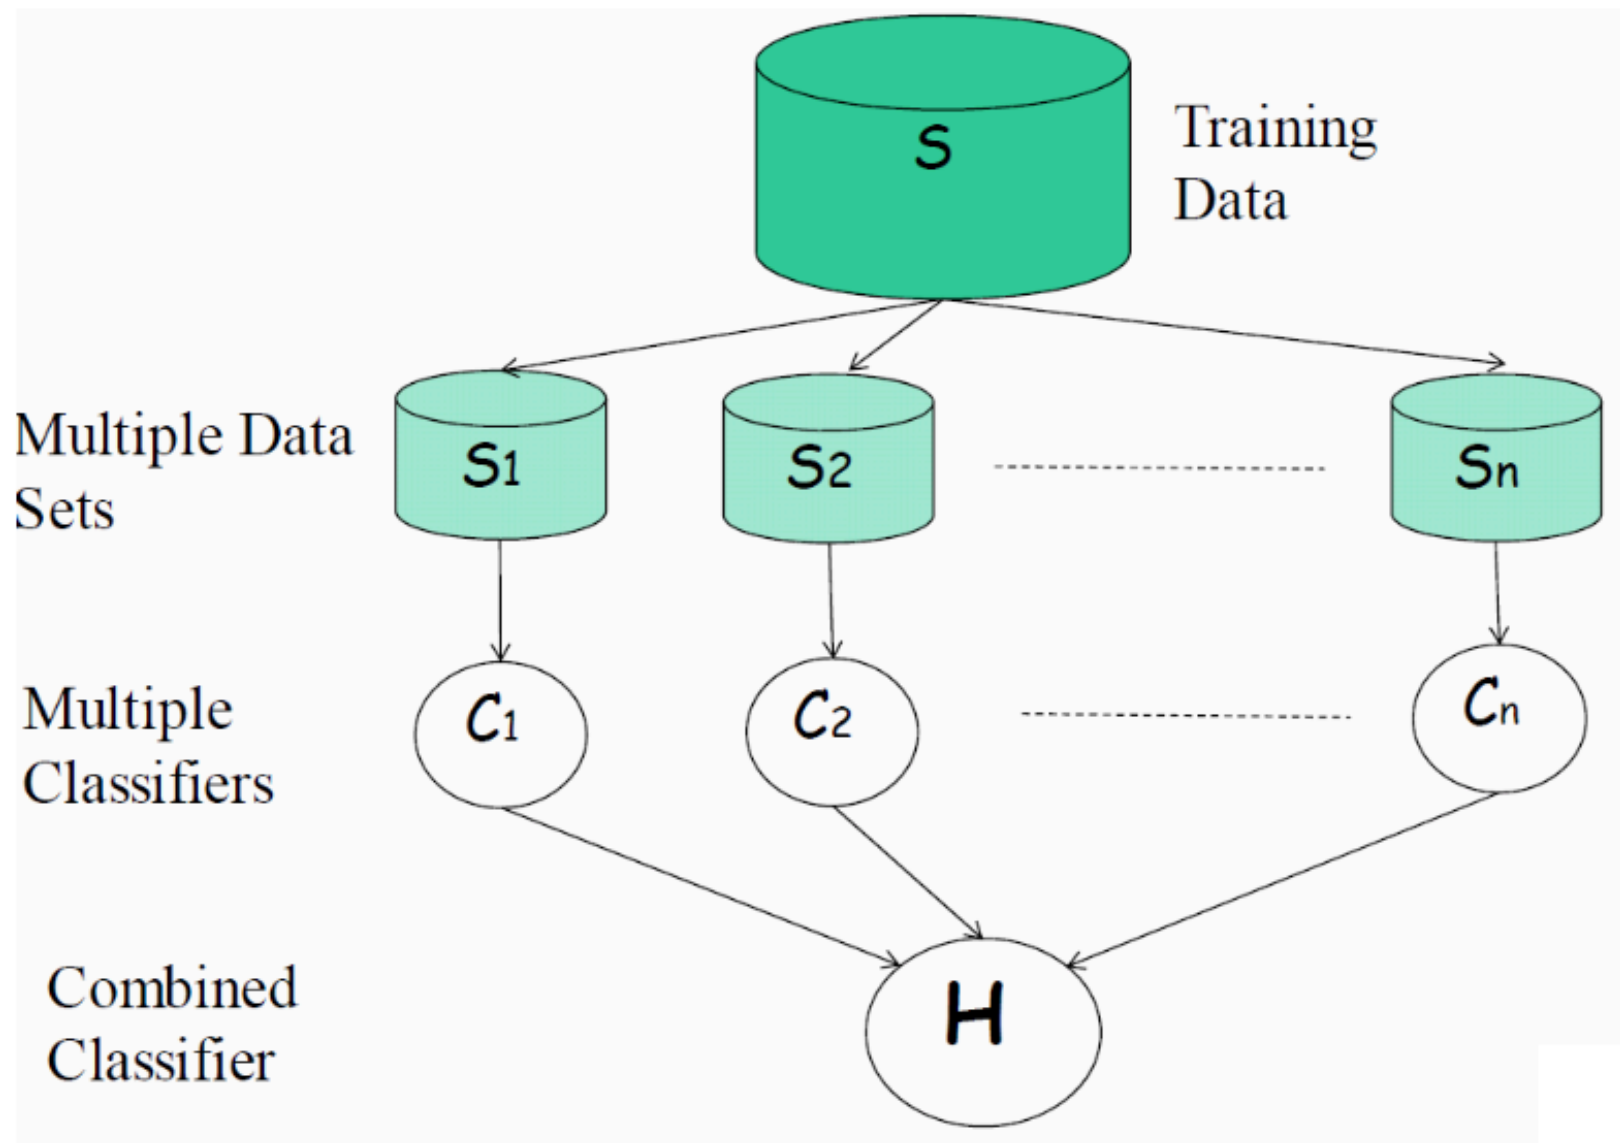 S
Training
Data
Multiple Data
Sets
S1
S2
Sn
Multiple
Classifiers
C1
C2
Cn
Combined
Classifier
H